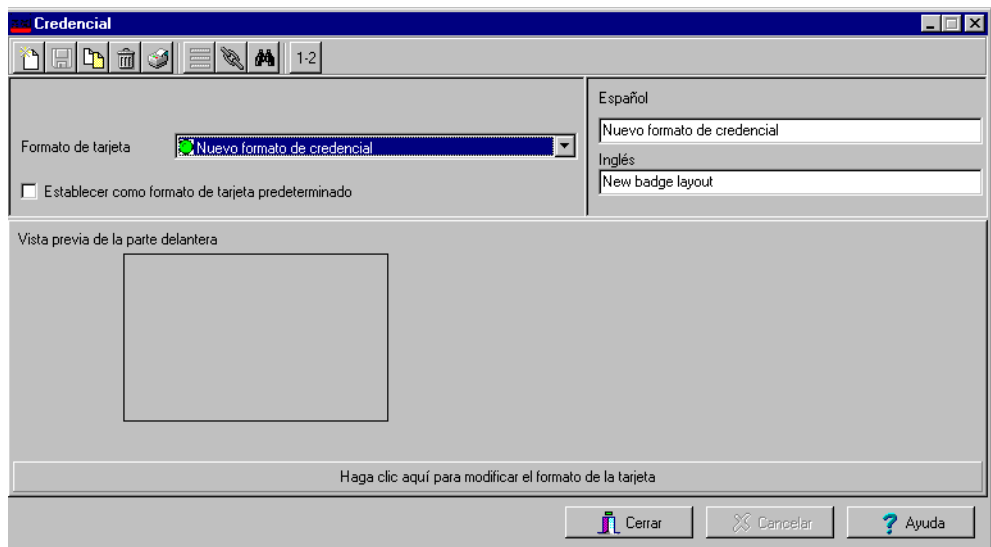 Credencial
1-2
Español
Nuevo formato de credencial
Formato de tarjeta
Nuevo formato de credencial
Inglés
New badge layout
Establecer como formato de tarjeta predeterminado
Vista previa de la parte delantera
Haga clic aquí para modificar el formato de la tarjeta
Cerrar
Cancelar
Ayuda